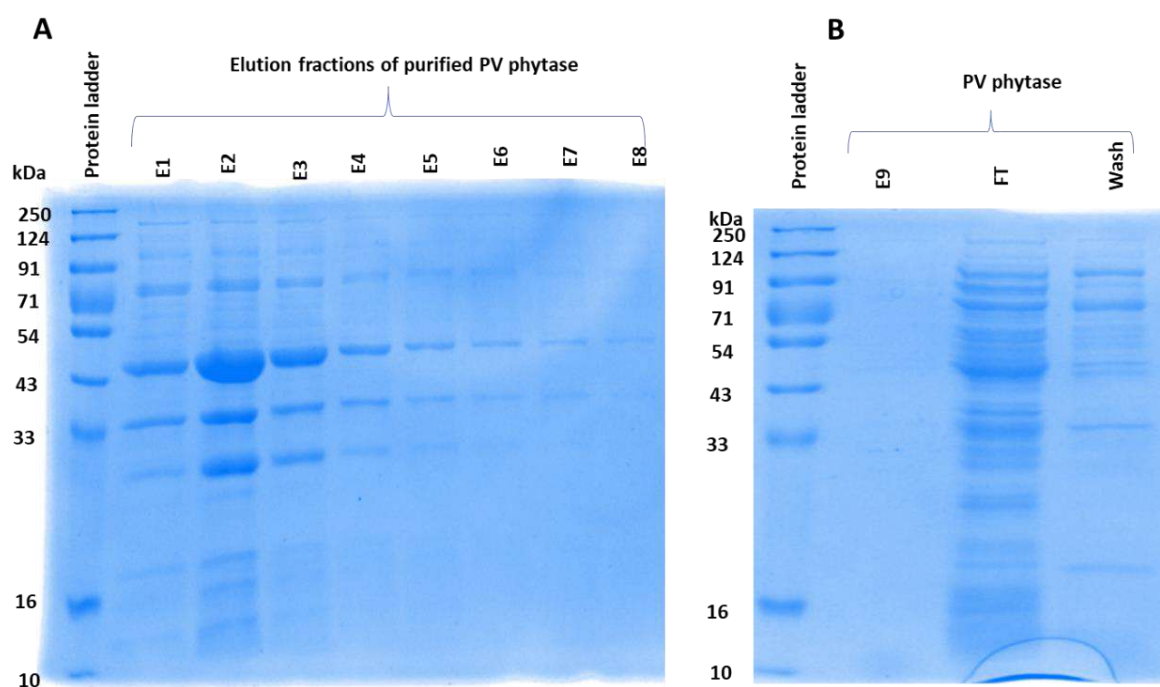 A
Elution fractions of purified PV phytase
kDa
Protein ladder
E1
E2
E3
E4
E5
E6
E7
E8
250
124
91
71
54
43
33
16
10
B
PV phytase
Protein ladder
E9
FT
Wash
kDa
250
124
91
71
54
43
33
16
10